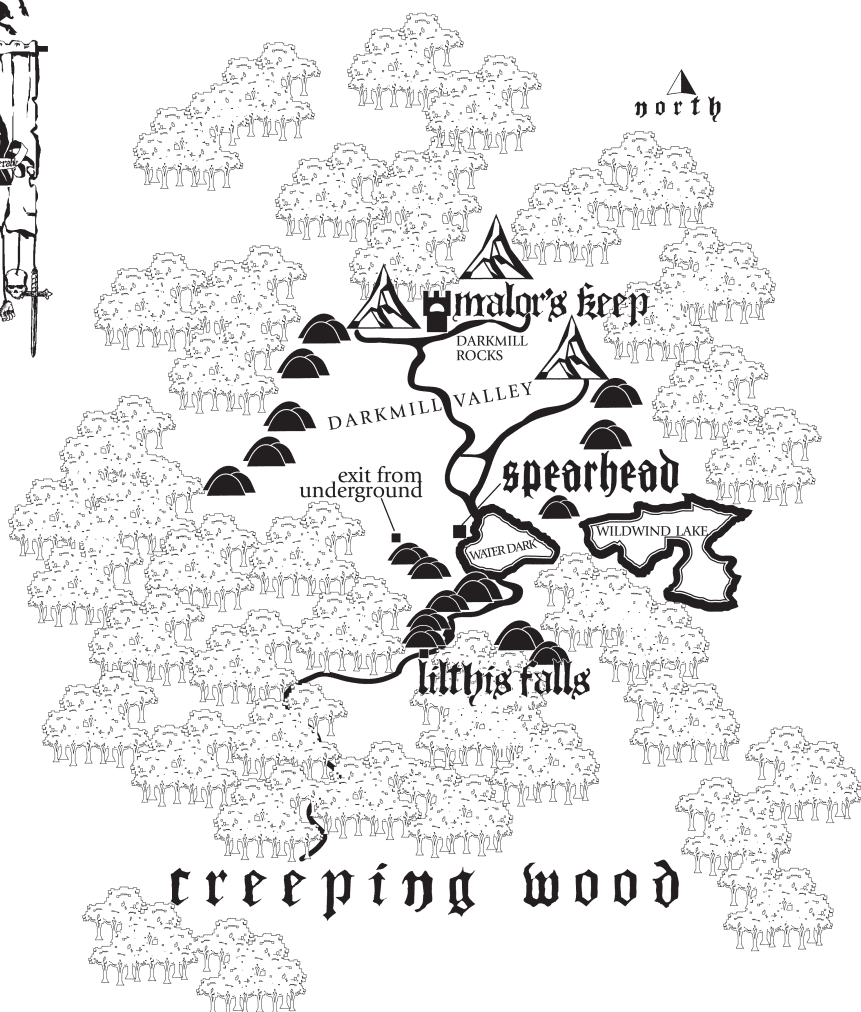 north
malor's keep
DARKMILL
ROCKS
DARKMILL VALLEY
exit from
underground
spearhead
WATER DARK
WILDWIND LAKE
lilthis falls
creeping wood